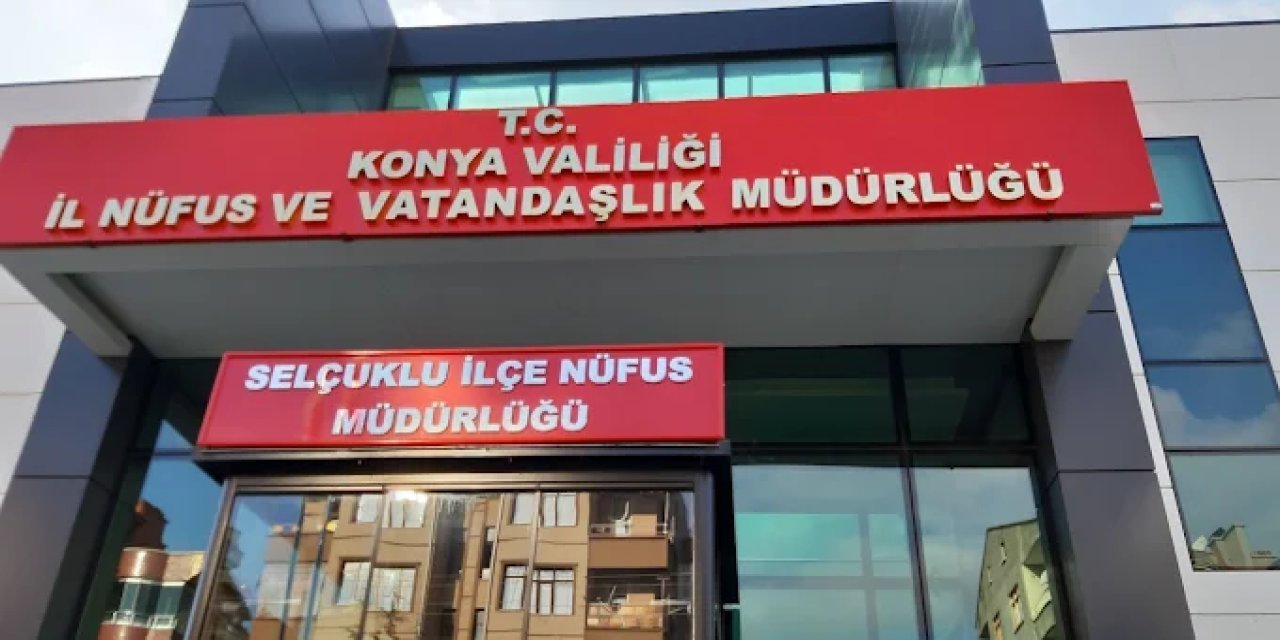 T.C.
KONYA VALİLİĞİ
İL NÜFUS VE VATANDAŞLIK MÜDÜRLÜĞÜ
SELÇUKLU İLÇE NÜFUS
MÜDÜRLÜĞÜ